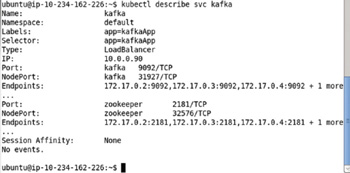 ubuntu@ip-10-234-162-226:~$ kubectl describe svc kafka
Name: kafka
Namespace: default
Labels: app=kafkaApp
Selector: app=kafkaApp
Type: LoadBalancer
IP: 10.0.0.90
Port: kafka 9092/TCP
NodePort: kafka 31927/TCP
Endpoints: 172.17.0.2:9092,172.17.0.3:9092,172.17.0.4:9092 + 1 more
...
Port: zookeeper 2181/TCP
NodePort: zookeeper 32576/TCP
Endpoints: 172.17.0.2:2181,172.17.0.3:2181,172.17.0.4:2181 + 1 more
...
Session Affinity: None
No events.
ubuntu@ip-10-234-162-226:~$